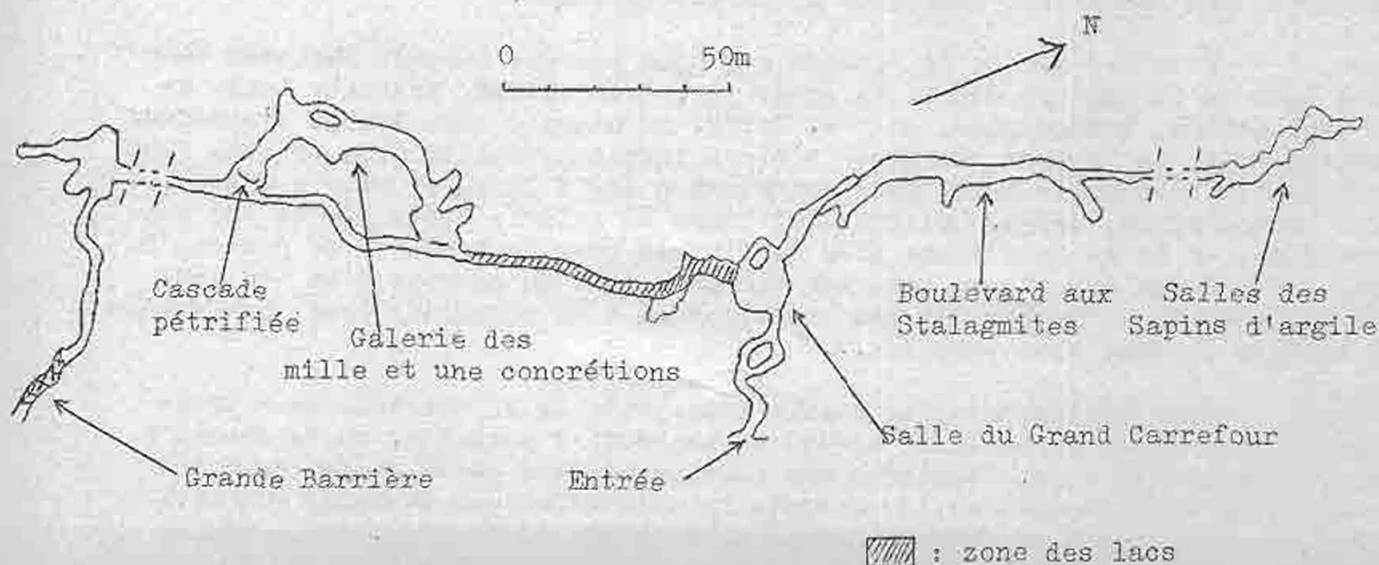 N
0 50m
Cascade
pétrifiée
Galerie des
mille et une concrétions
Boulevard aux
Stalagmites
Salles des
Sapins d'argile
Salle du Grand Carrefour
Grande Barrière
Entrée
: zone des lacs